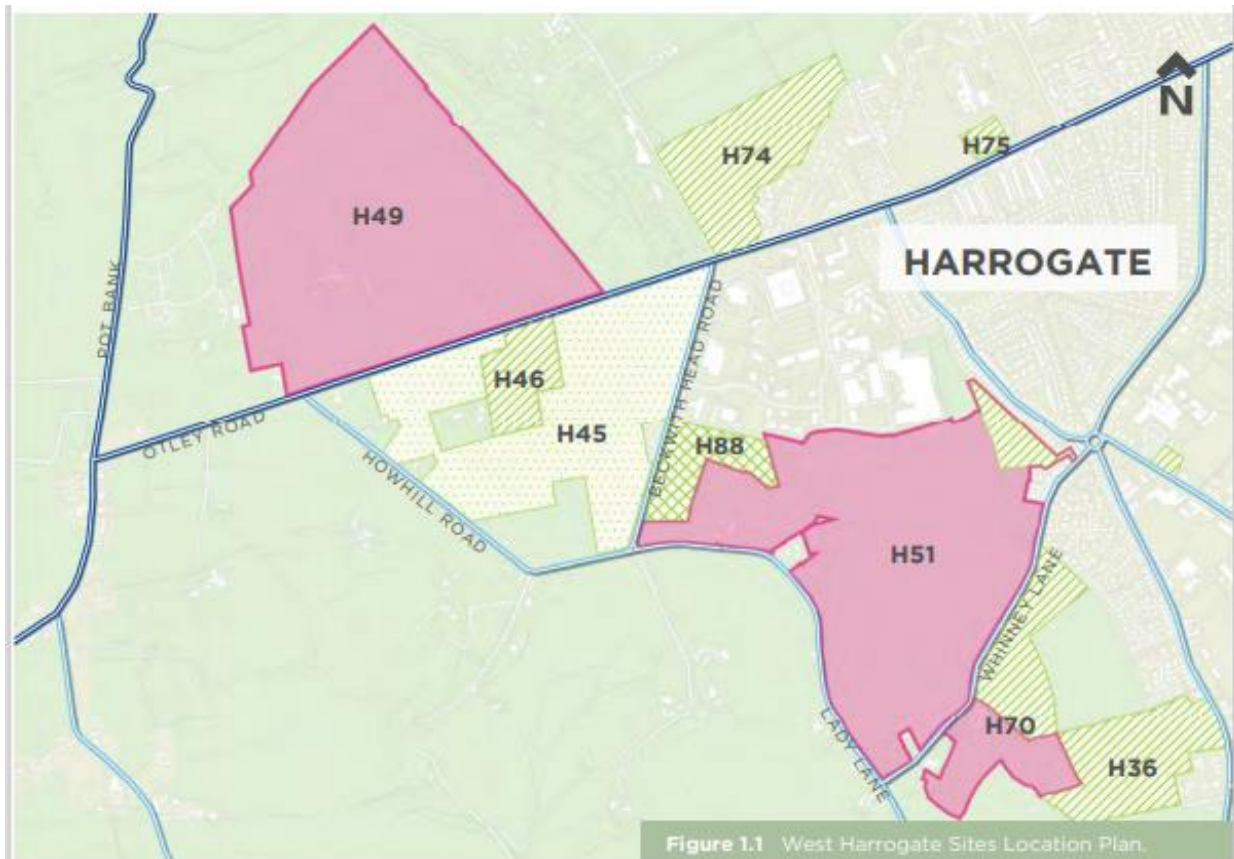 N
H74
H75
H49
HARROGATE
POT BANK
BECKWITH HEAD ROAD
H46
OTLEY ROAD
H45
H88
HOWHILL ROAD
H51
WHINNEY LANE
H70
LADY LANE
H36
Figure 1.1 West Harrogate Sites Location Plan.